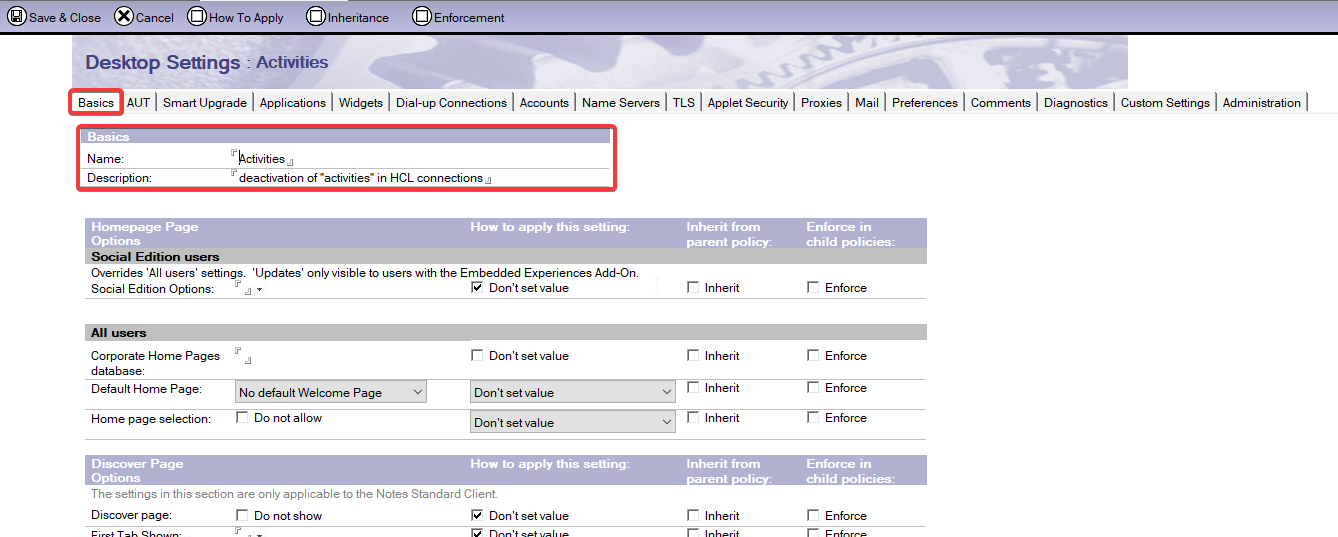 Save & Close Cancel How To Apply Inheritance Enforcement
Desktop Settings : Activities
Basics AUT Smart Upgrade Applications Widgets Dial-up Connections Accounts Name Servers TLS Applet Security Proxies Mail Preferences Comments Diagnostics Custom Settings Administration
Basics
Name: Activities
Description: deactivation of "activities" in HCL connections
Homepage Page How to apply this setting: Inherit from Enforce in
Options parent policy: child policies:
Social Edition users
Overrides 'All users' settings. 'Updates' only visible to users with the Embedded Experiences Add-On.
Social Edition Options: Don't set value Inherit Enforce
All users
Corporate Home Pages Don't set value Inherit Enforce
database:
Default Home Page: No default Welcome Page Don't set value Inherit Enforce
Home page selection: Do not allow Don't set value Inherit Enforce
Discover Page How to apply this setting: Inherit from Enforce in
Options parent policy: child policies:
The settings in this section are only applicable to the Notes Standard Client.
Discover page: Do not show Don't set value Inherit Enforce
First Tab Shown: Don't set value Inherit Enforce